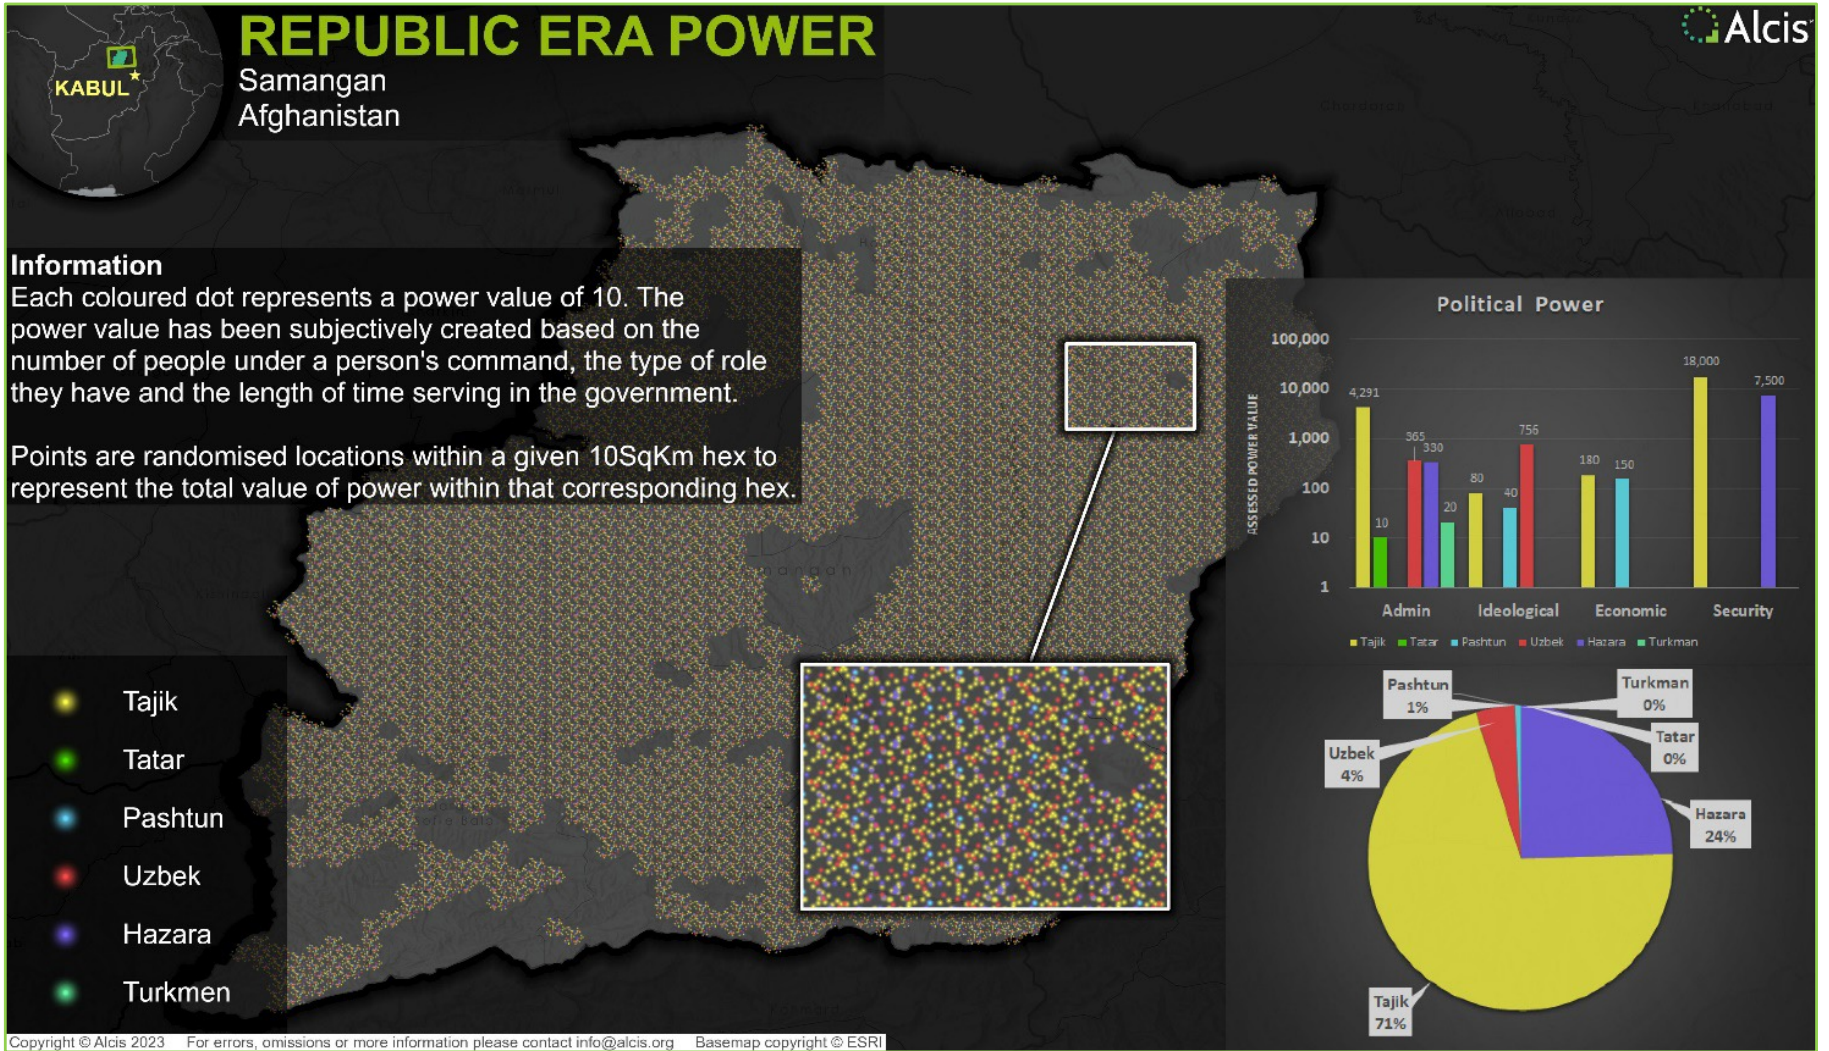 REPUBLIC ERA POWER
Samangan
Afghanistan
KABUL
Alcis
Information
Each coloured dot represents a power value of 10. The
power value has been subjectively created based on the
number of people under a person's command, the type of role
they have and the length of time serving in the government.
Points are randomised locations within a given 10SqKm hex to
represent the total value of power within that corresponding hex.
Tajik
Tatar
Pashtun
Uzbek
Hazara
Turkmen
Political Power
ASSESSED POWER VALUE
100,000
10,000
1,000
100
10
1
4,291
10
365
330
20
80
40
756
180
150
18,000
7,500
Admin Ideological Economic Security
Tajik Tatar Pashtun Uzbek Hazara Turkman
Pashtun
1%
Turkman
0%
Tatar
0%
Uzbek
4%
Hazara
24%
Tajik
71%
Copyright © Alcis 2023 For errors, omissions or more information please contact info@alcis.org Basemap copyright © ESRI